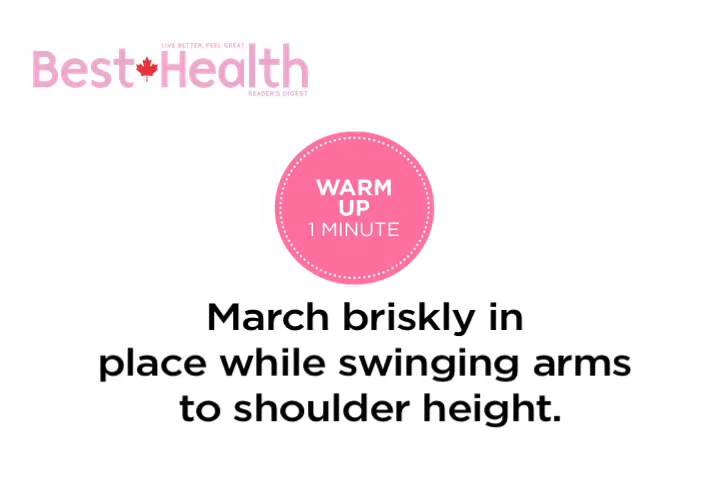 LIVE BETTER, FEEL GREAT
Best Health
READER'S DIGEST
WARM
UP
1 MINUTE
March briskly in
place while swinging arms
to shoulder height.